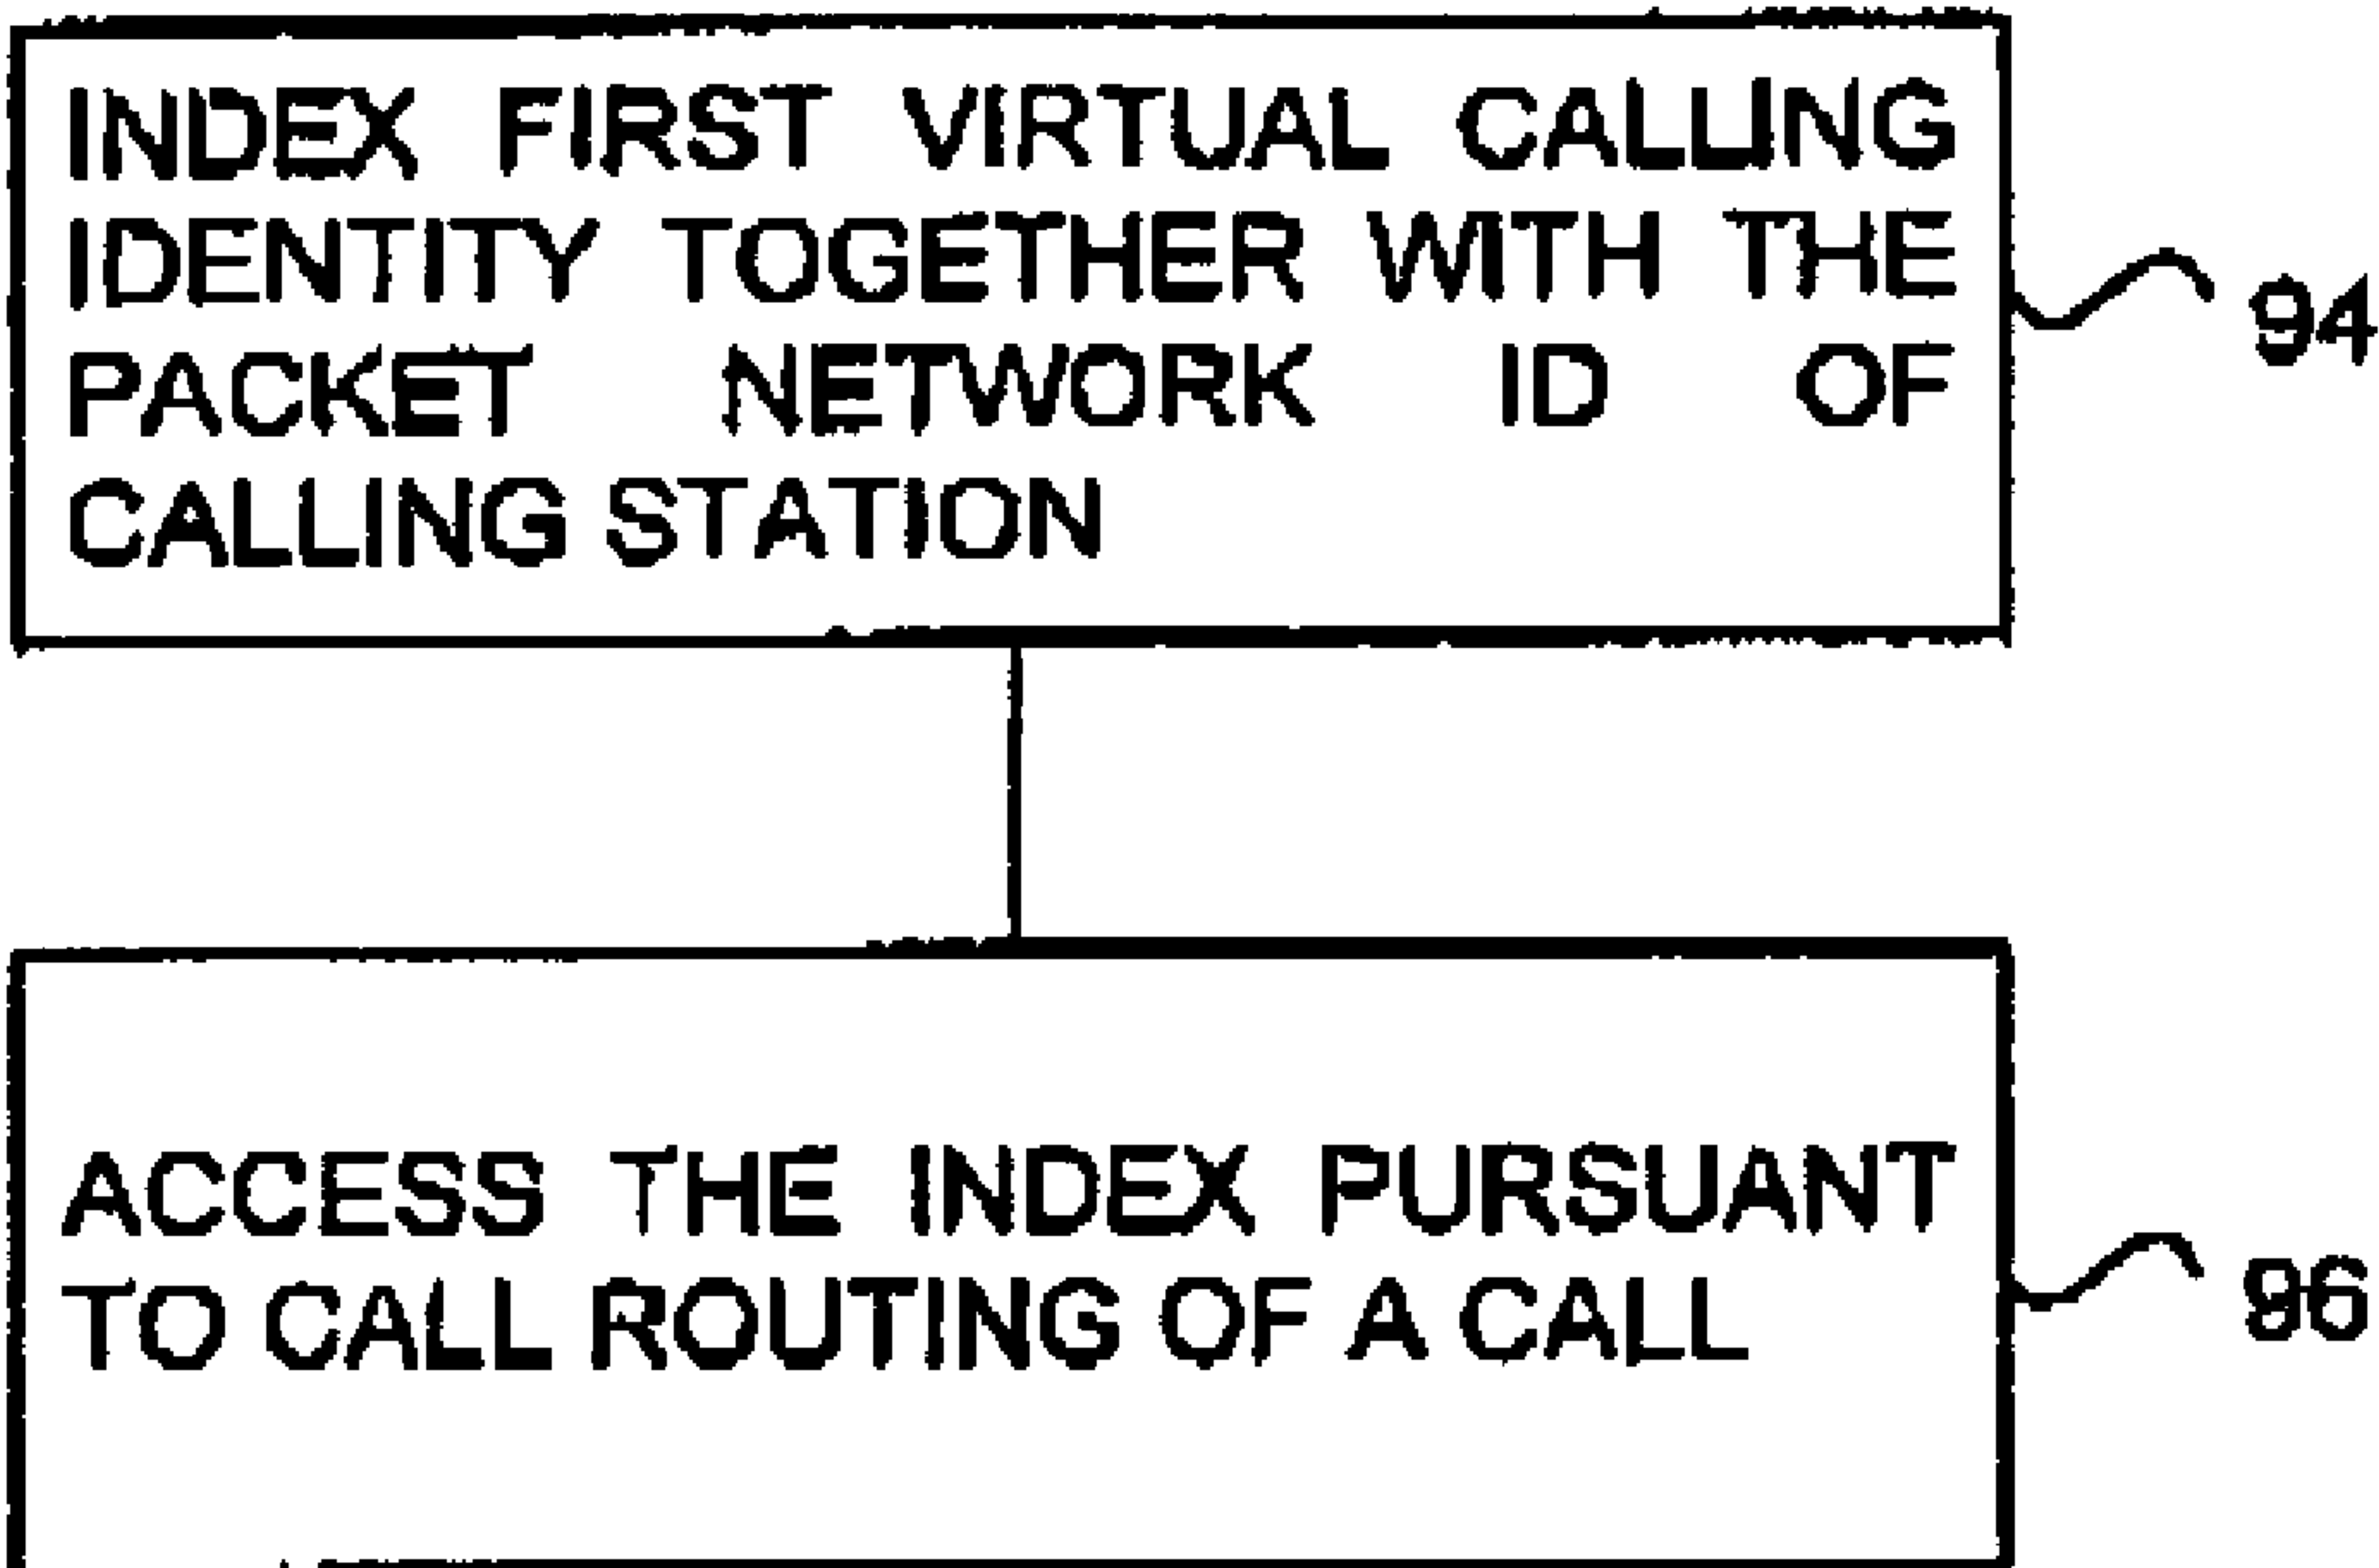 INDEX FIRST VIRTUAL CALLING
IDENTITY TOGETHER WITH THE
PACKET NETWORK ID OF
CALLING STATION
94
ACCESS THE INDEX PURSUANT
TO CALL ROUTING OF A CALL